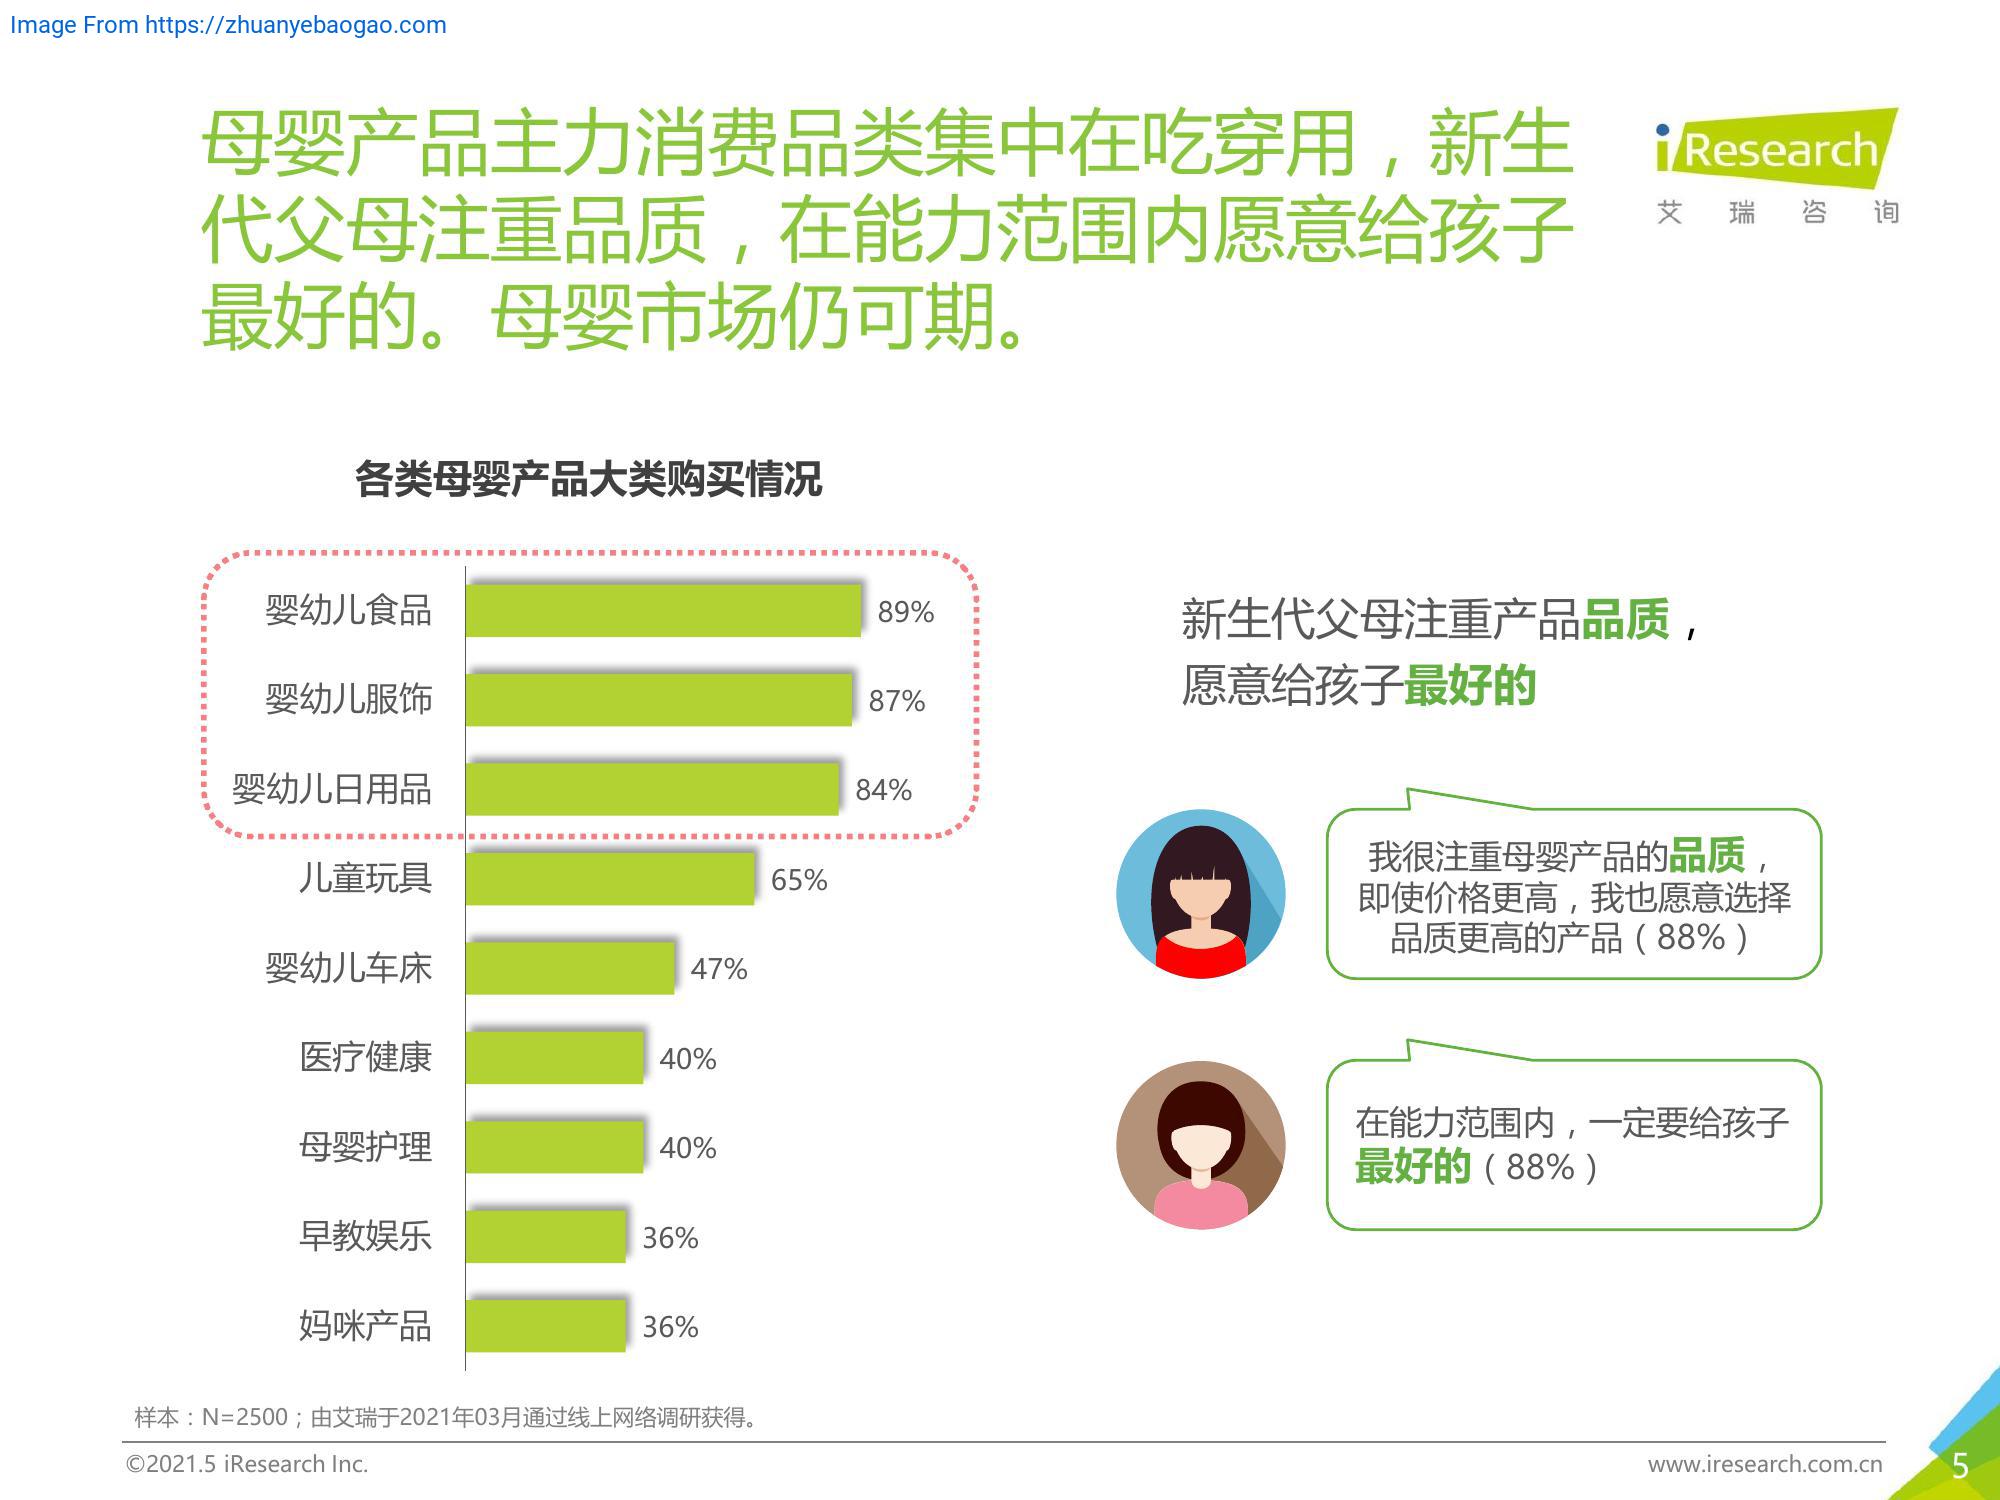 Image From https://zhuanyebaogao.com
母婴产品主力消费品类集中在吃穿用，新生
代父母注重品质，在能力范围内愿意给孩子
最好的。母婴市场仍可期。
iResearch
艾瑞咨询
各类母婴产品大类购买情况
婴幼儿食品 89%
婴幼儿服饰 87%
婴幼儿日用品 84%
儿童玩具 65%
婴幼儿车床 47%
医疗健康 40%
母婴护理 40%
早教娱乐 36%
妈咪产品 36%
新生代父母注重产品品质，
愿意给孩子最好的
我很注重母婴产品的品质，
即使价格更高，我也愿意选择
品质更高的产品（88%）
在能力范围内，一定要给孩子
最好的（88%）
样本：N=2500；由艾瑞于2021年03月通过线上网络调研获得。
©2021.5 iResearch Inc.
www.iresearch.com.cn
5